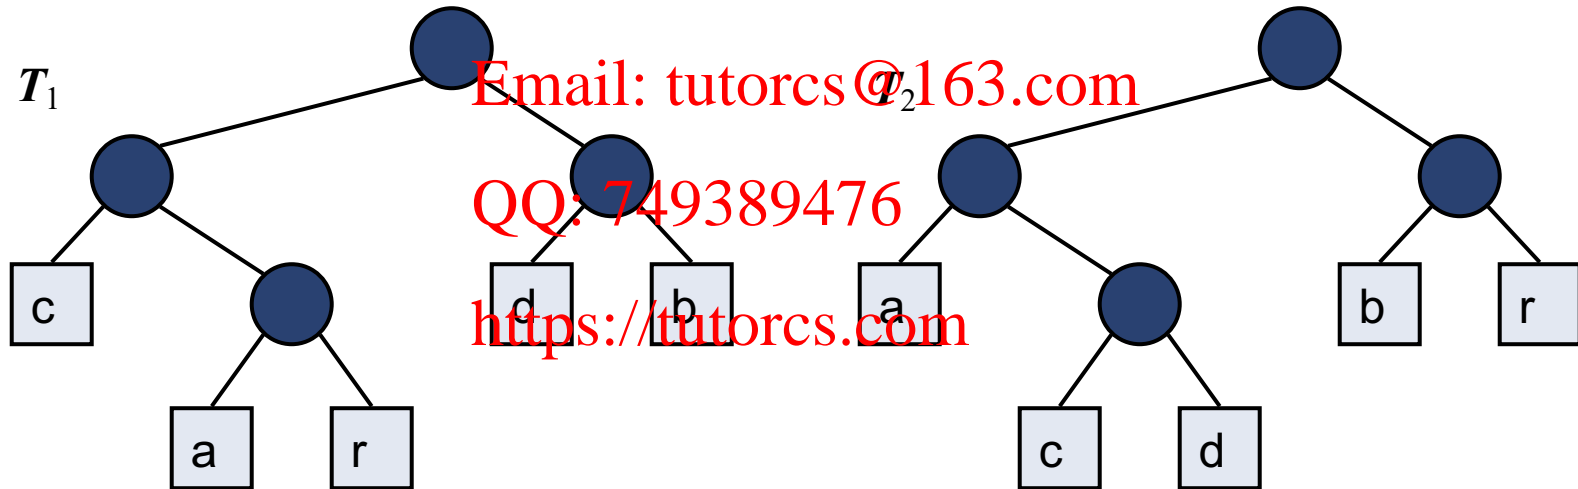 T1
Email: tutorcs@163.com
T2
QQ: 749389476
c
d
b
a
b
r
https://tutorcs.com
a
r
c
d